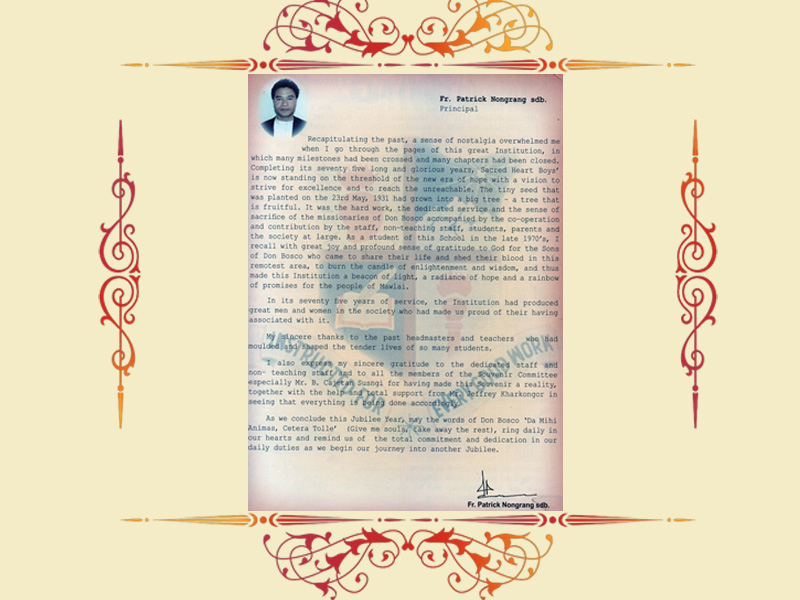 Fr. Patrick Nongrang sdb.
Principal
Recapitulating the past, a sense of nostalgia overwhelmed me
when I go through the pages of this great Institution, in
which many milestones had been crossed and many chapters had been closed.
Completing its seventy five long and glorious years, Sacred Heart Boys'
is now standing on the threshold of the new era of hope with a vision to
strive for excellence and to reach the unreachable. The tiny seed that
was planted on the 23rd May, 1931 had grown into a big tree - a tree that
is fruitful. It was the hard work, the dedicated service and the sense of
sacrifice of the missionaries of Don Bosco accompanied by the co-operation
and contribution by the staff, non-teaching staff, students, parents and
the society at large. As a student of this School in the late 1970's, I
recall with great joy and profound sense of gratitude to God for the Sons
of Don Bosco who came to share their life and shed their blood in this
remotest area, to burn the candle of enlightenment and wisdom, and thus
made this Institution a beacon of light, a radiance of hope and a rainbow
of promises for the people of Mawlai.
In its seventy five years of service, the Institution had produced
great men and women in the society who had made us proud of their having
associated with it.
My sincere thanks to the past headmasters and teachers who had
moulded and shaped the tender lives of so many students.
I also express my sincere gratitude to the dedicated staff and
non- teaching staff and to all the members of the Souvenir Committee
especially Mr. B. Cajetan Susngi for having made this souvenir a reality,
together with the help and total support from Mr. Jeffrey Kharkongor in
seeing that everything is being done accordingly.
As we conclude this Jubilee Year, may the words of Don Bosco 'Da Mihi
Animas, Cetera Tolle' (Give me souls, take away the rest), ring daily in
our hearts and remind us of the total commitment and dedication in our
daily duties as we begin our journey into another Jubilee.
Fr. Patrick Nongrang sdb.
INSTRUCTED FOR EVERY GOOD WORK